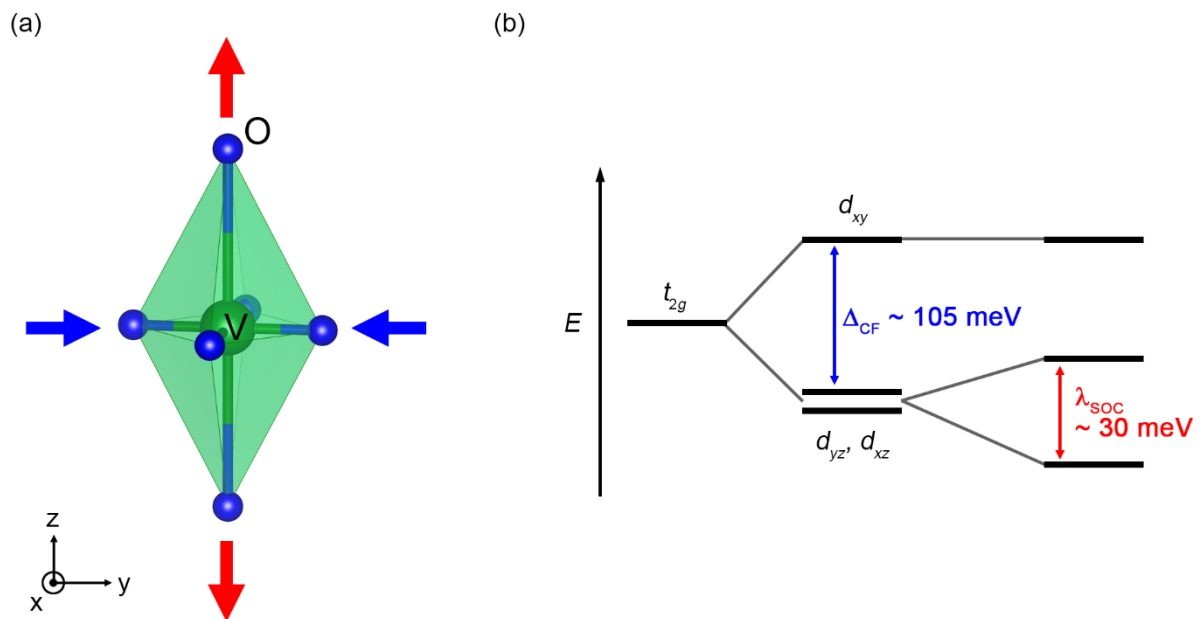 (a)
O
V
z
y
x
(b)
E
t2g
dxy
ΔCF ~ 105 meV
dyz, dxz
λSOC
~ 30 meV